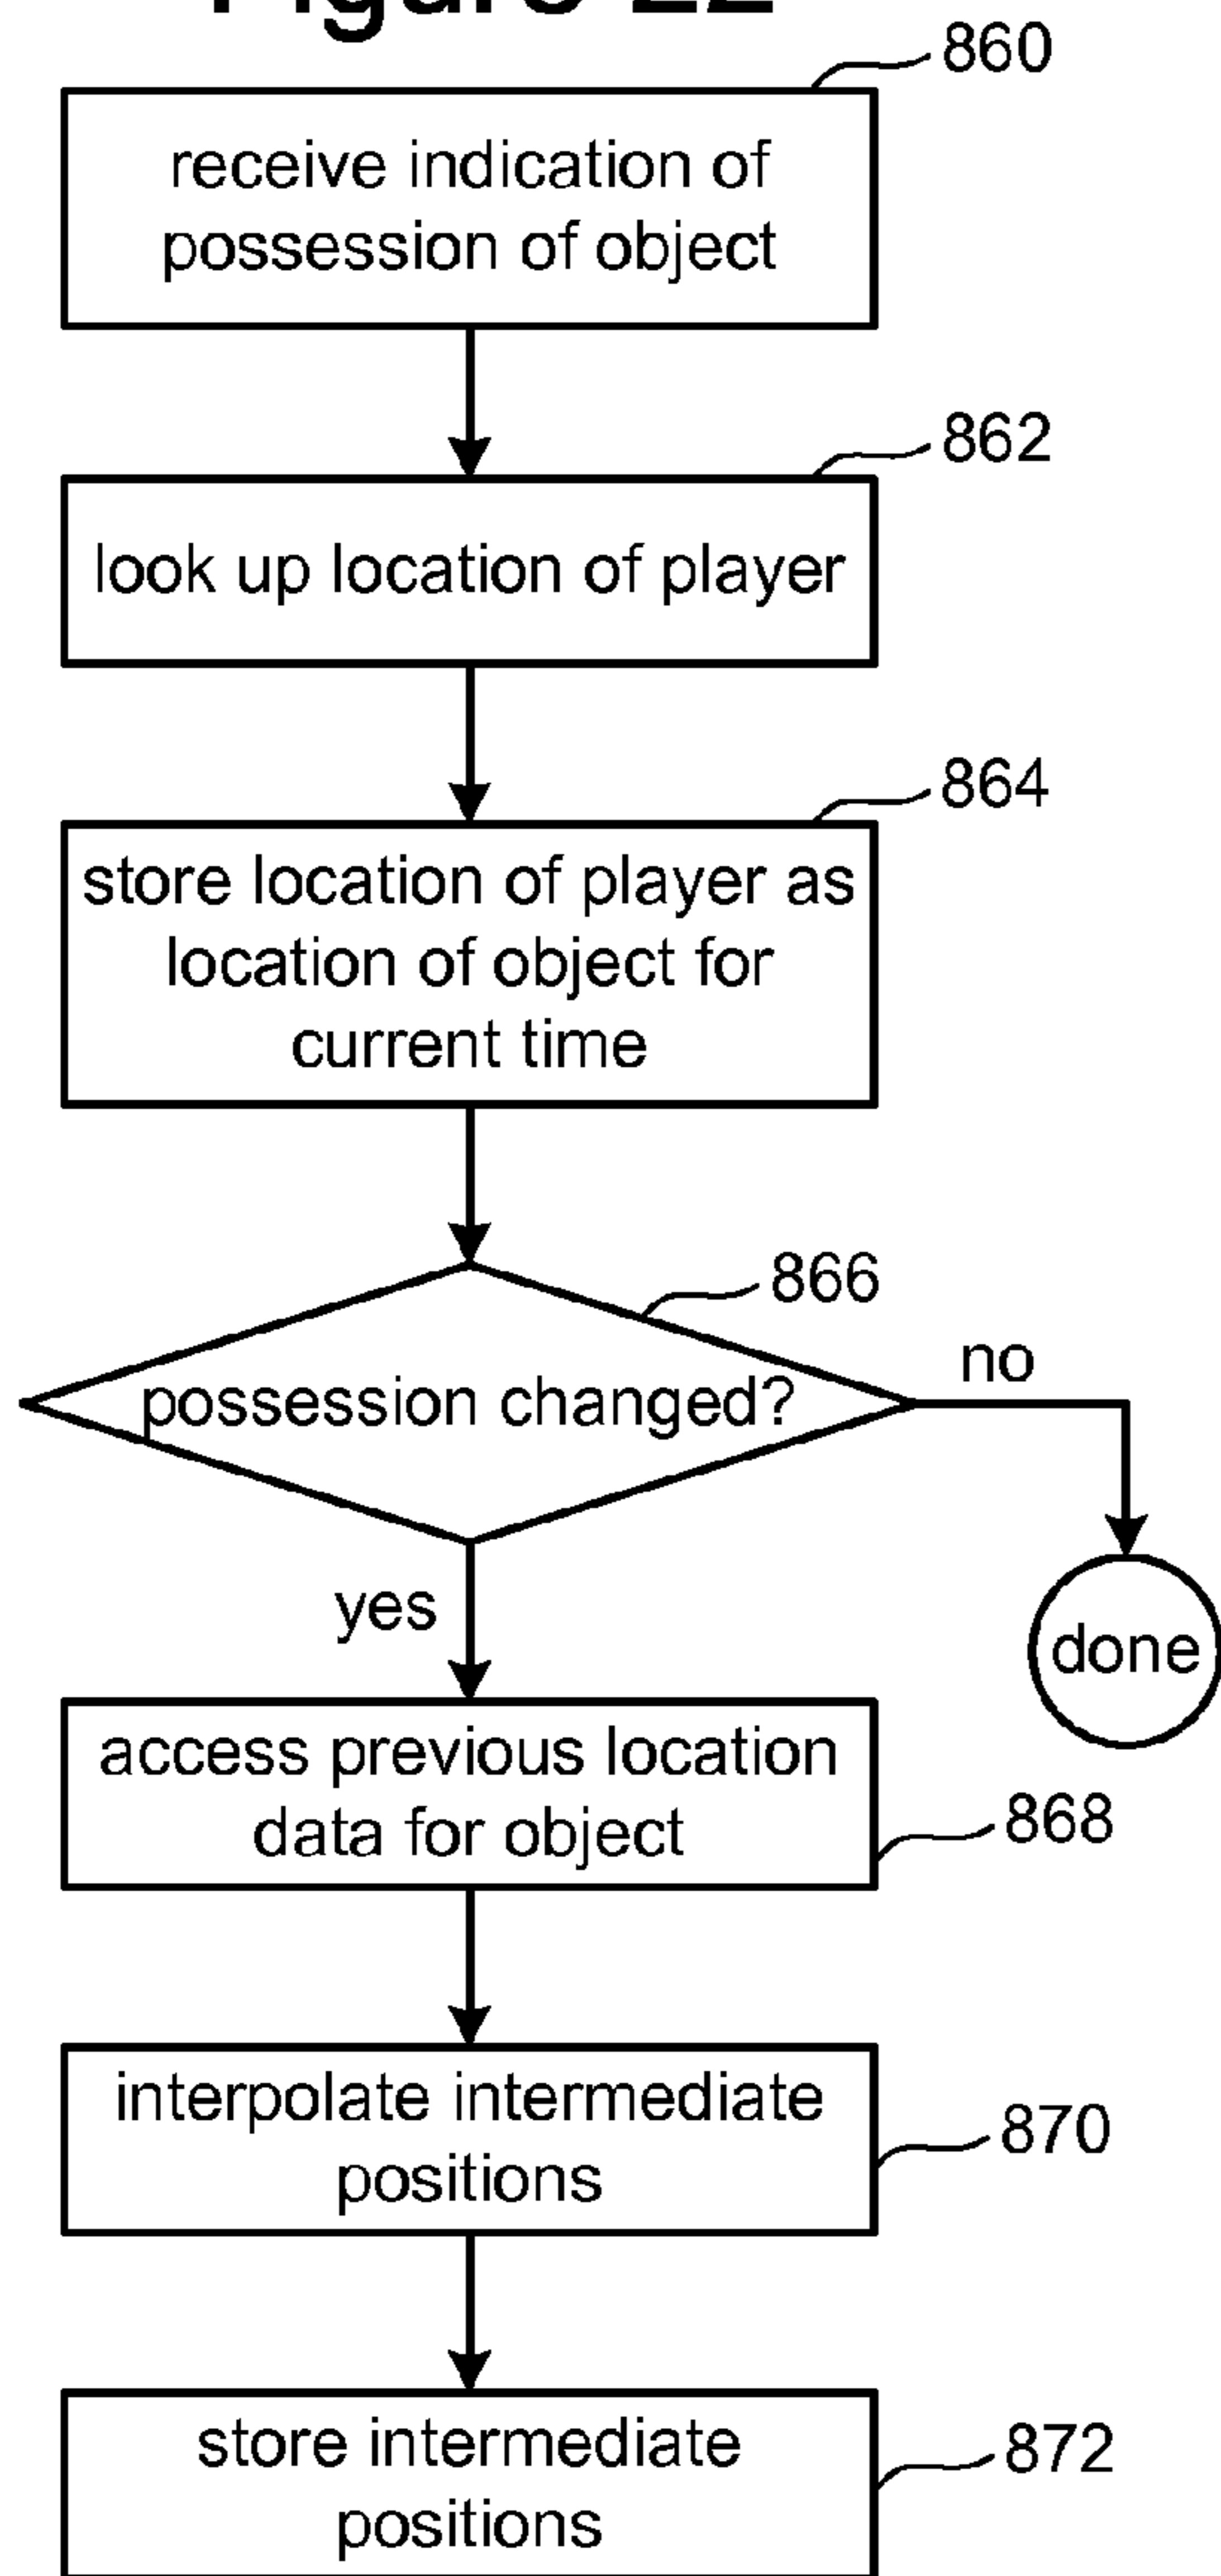 Figure 22
860
receive indication of
possession of object
862
look up location of player
864
store location of player as
location of object for
current time
866
possession changed?
no
yes
done
access previous location
data for object
868
interpolate intermediate
positions
870
store intermediate
positions
872